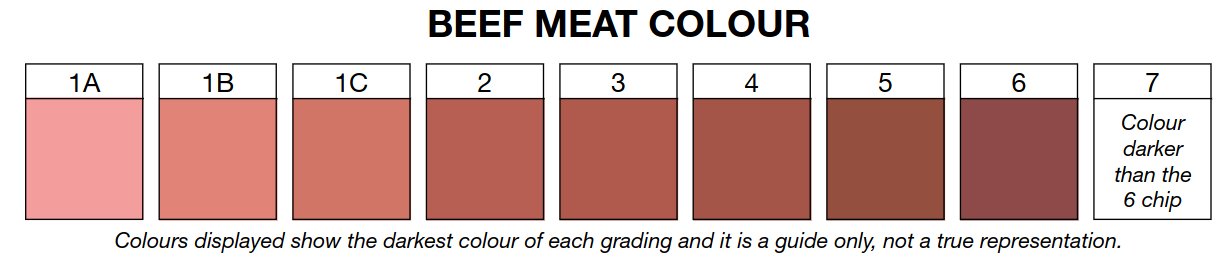 BEEF MEAT COLOUR
1A 1B 1C 2 3 4 5 6 7
Colour
darker
than the
6 chip
Colours displayed show the darkest colour of each grading and it is a guide only, not a true representation.